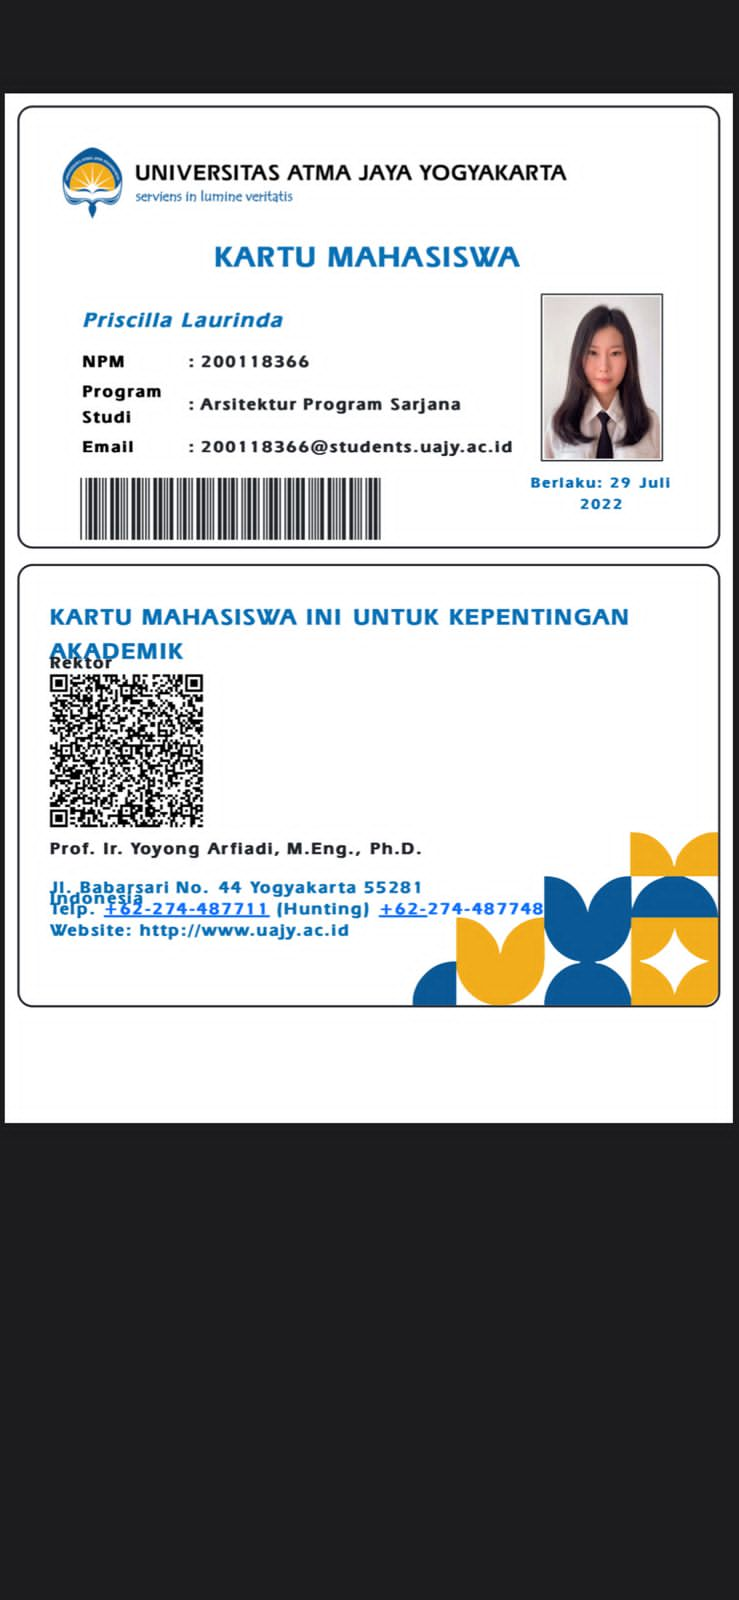 UNIVERSITAS ATMA JAYA YOGYAKARTA
serviens in lumine veritatis
KARTU MAHASISWA
Priscilla Laurinda
NPM : 200118366
Program Studi : Arsitektur Program Sarjana
Email : 200118366@students.uajy.ac.id
Berlaku: 29 Juli
2022
KARTU MAHASISWA INI UNTUK KEPENTINGAN
AKADEMIK
Rektor
Prof. Ir. Yoyong Arfiadi, M.Eng., Ph.D.
Jl. Babarsari No. 44 Yogyakarta 55281
Indonesia
Telp. +62-274-487711 (Hunting) +62-274-487748
Website: http://www.uajy.ac.id